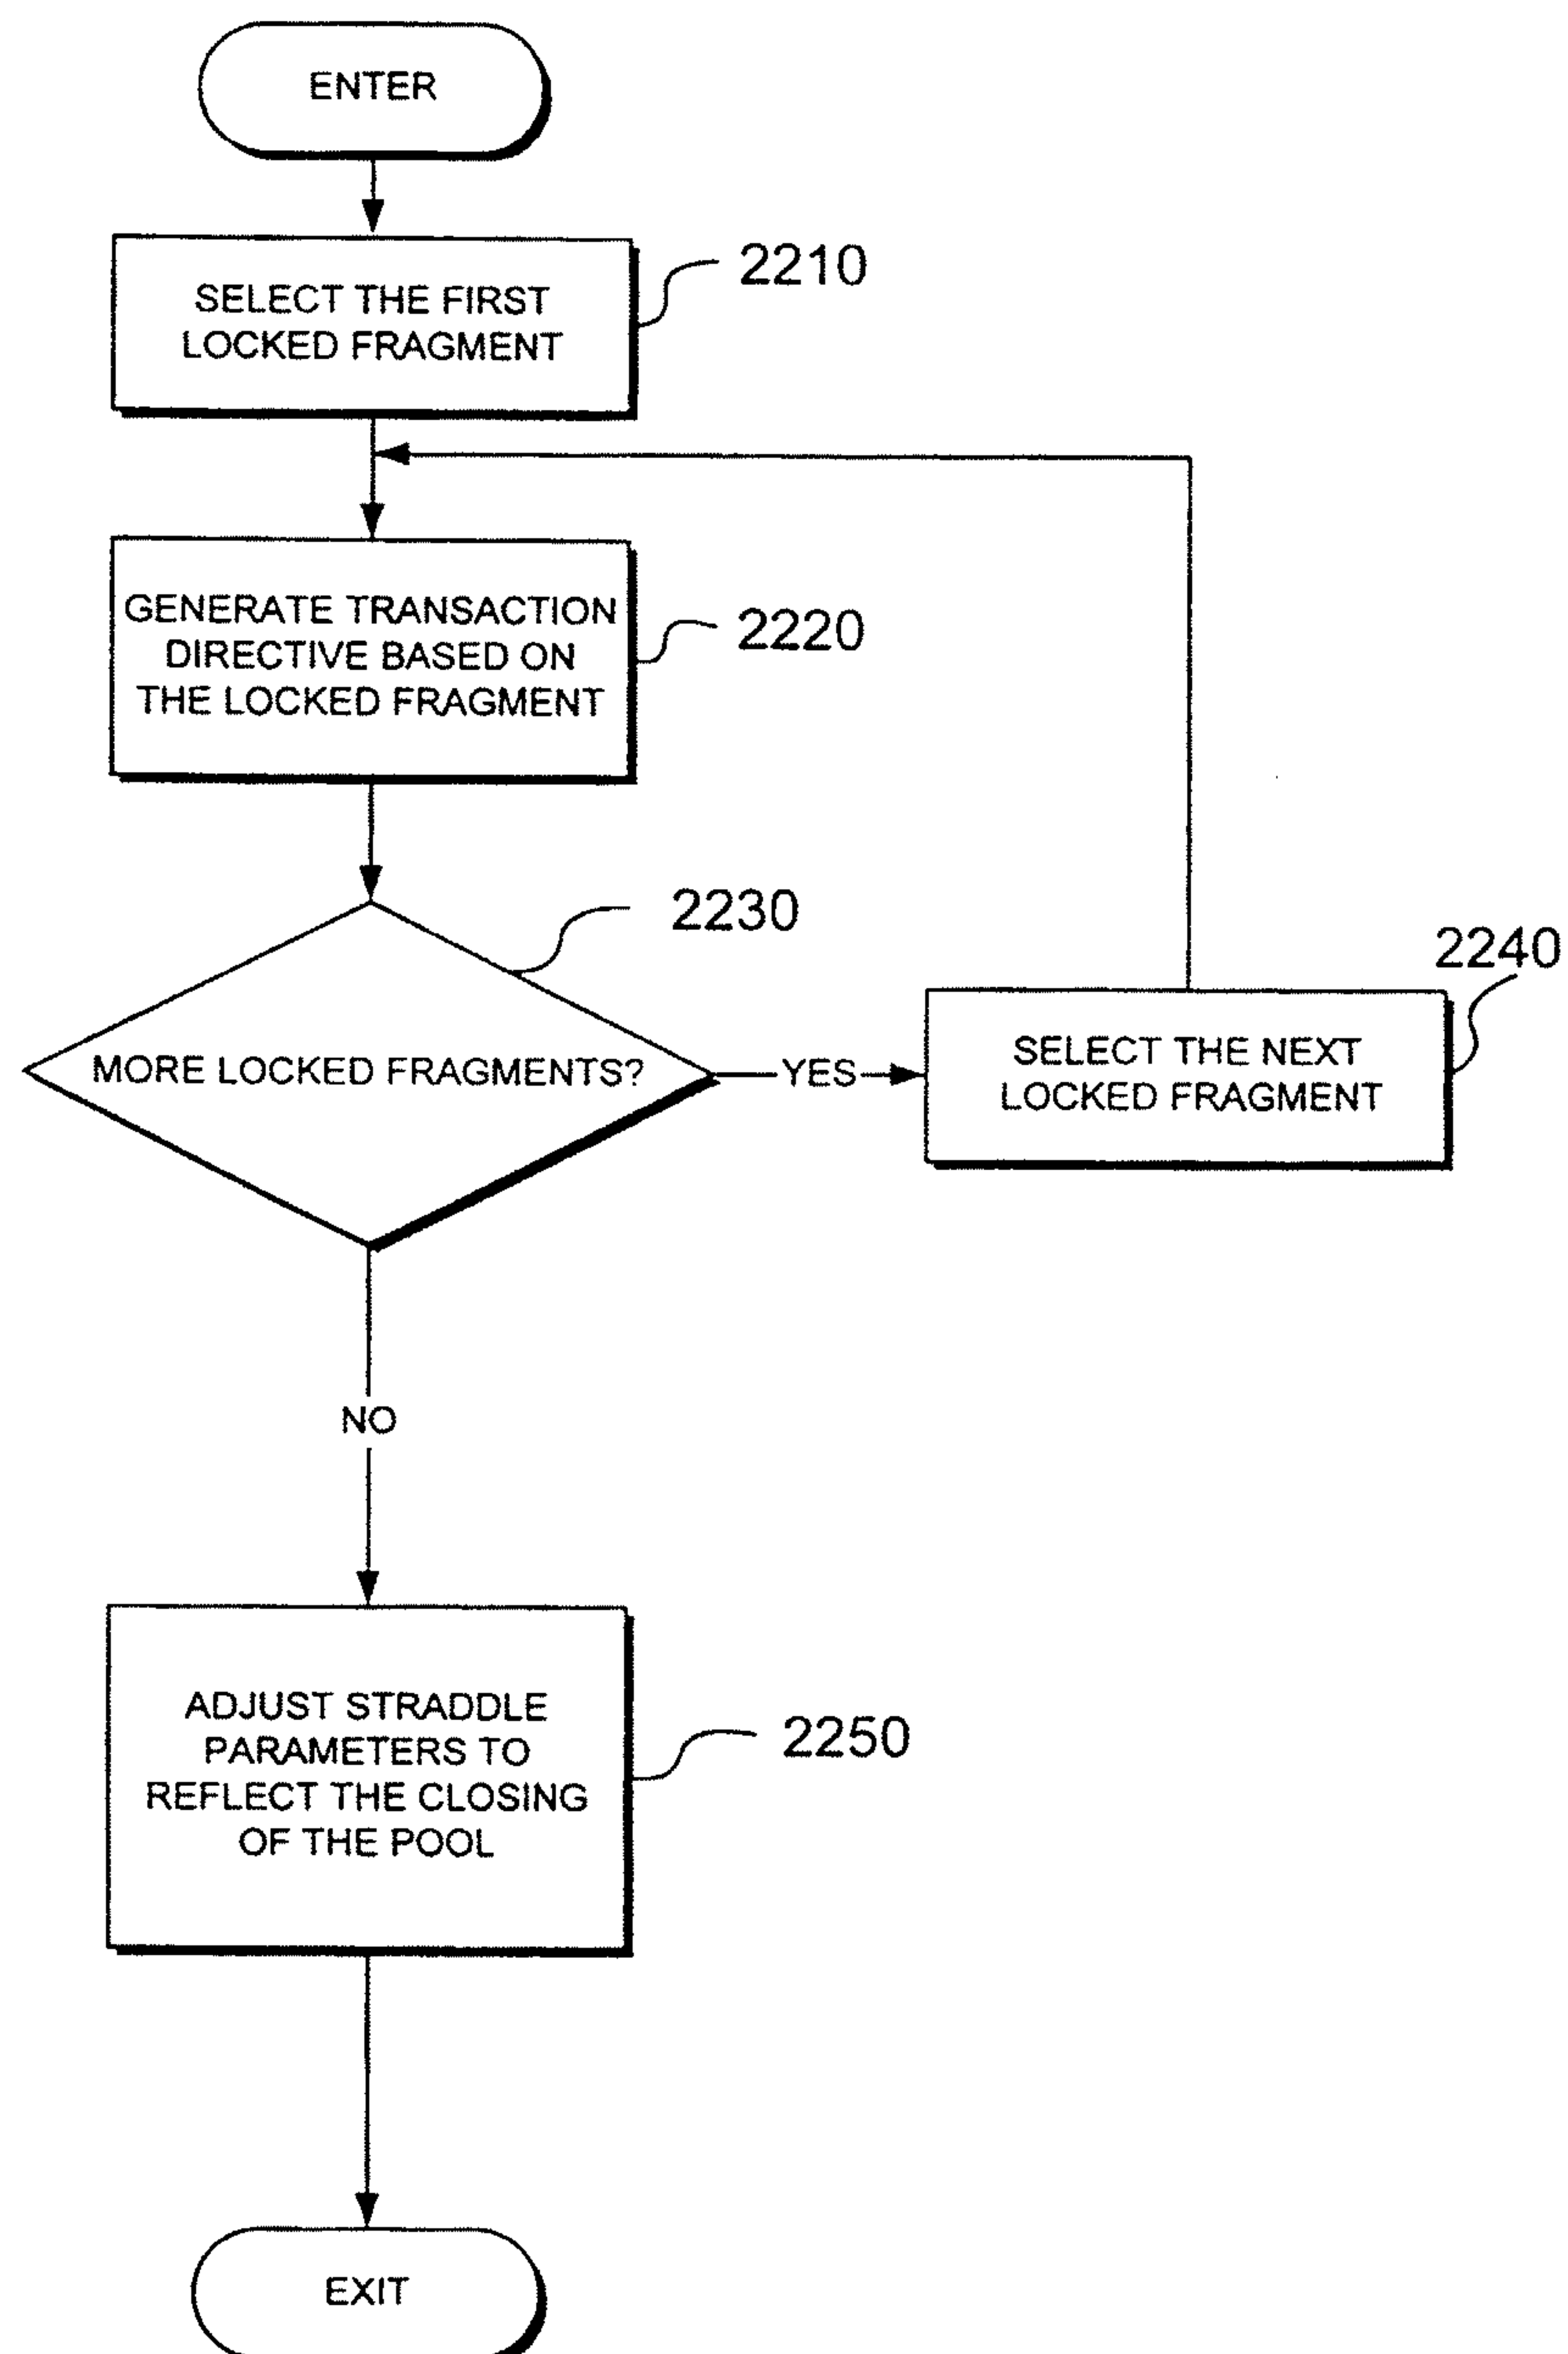 ENTER
SELECT THE FIRST
LOCKED FRAGMENT
2210
GENERATE TRANSACTION
DIRECTIVE BASED ON
THE LOCKED FRAGMENT
2220
MORE LOCKED FRAGMENTS?
2230
YES
SELECT THE NEXT
LOCKED FRAGMENT
2240
NO
ADJUST STRADDLE
PARAMETERS TO
REFLECT THE CLOSING
OF THE POOL
2250
EXIT